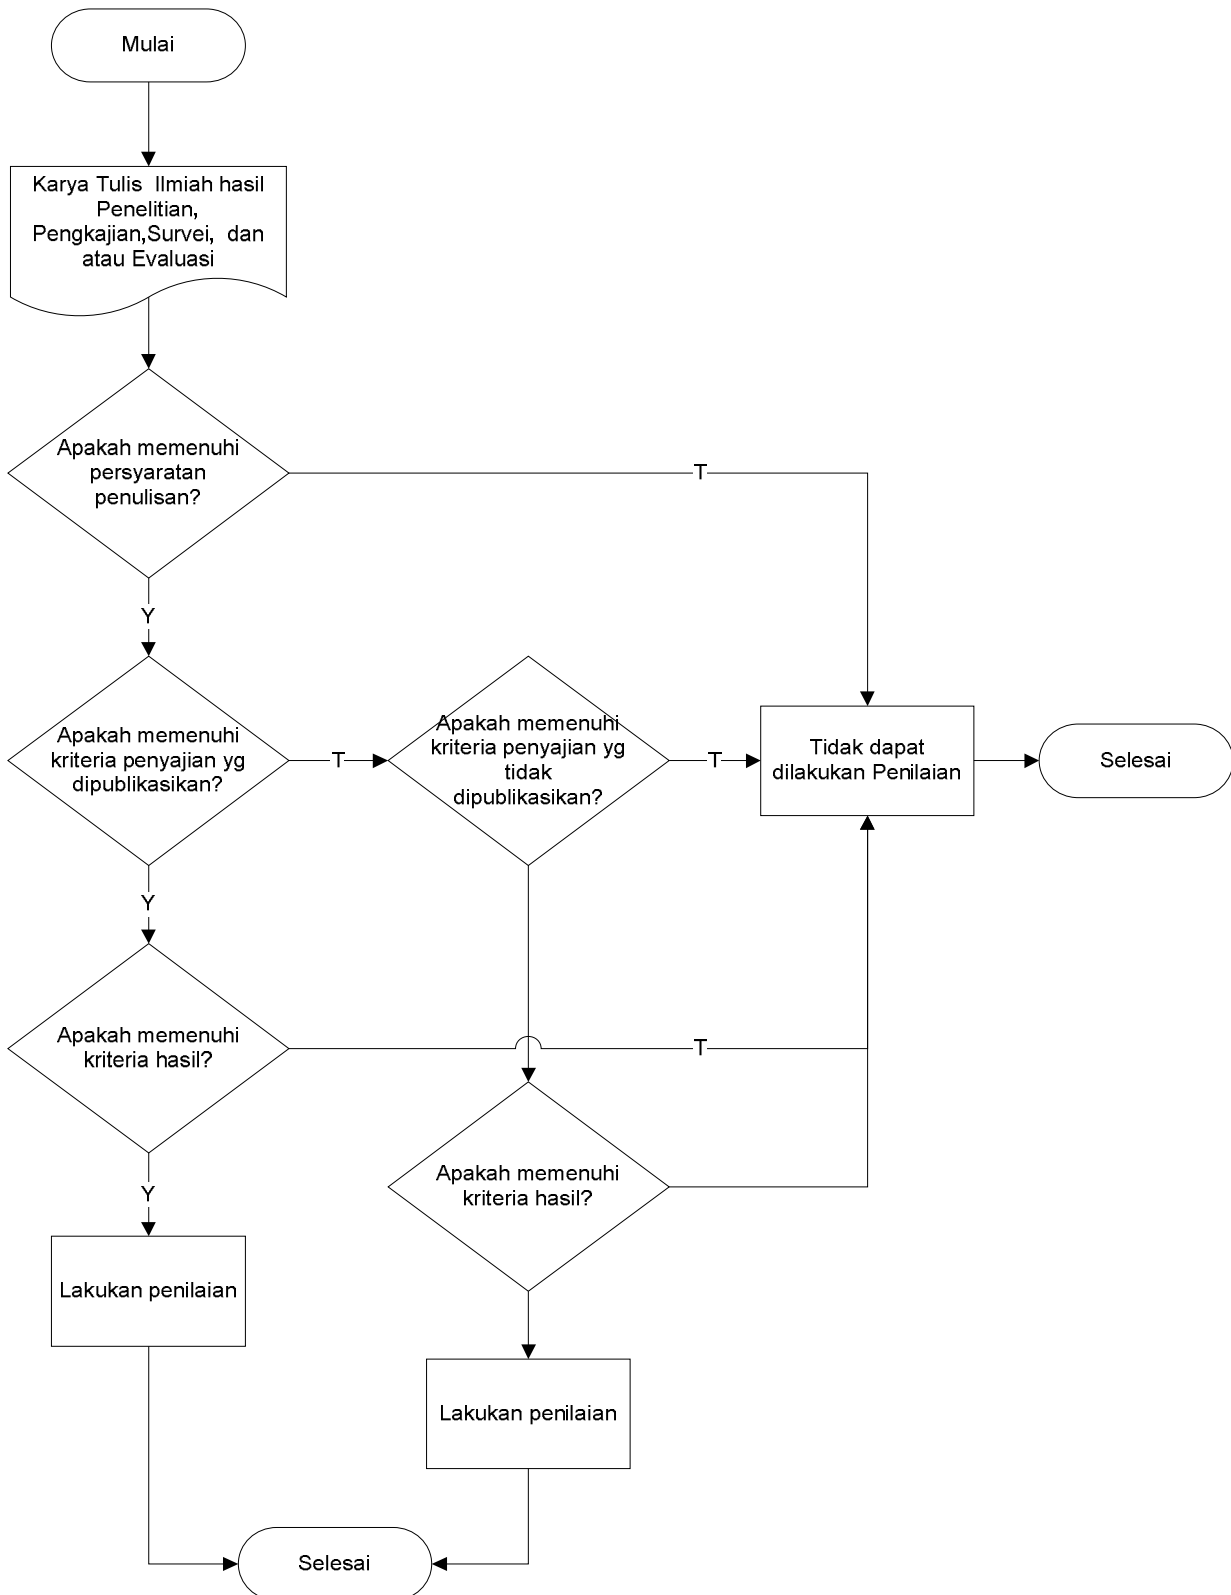 Mulai
Karya Tulis Ilmiah hasil
Penelitian,
Pengkajian,Survei, dan
atau Evaluasi
Apakah memenuhi
persyaratan
penulisan?
T
Y
Apakah memenuhi
kriteria penyajian yg
dipublikasikan?
T
Apakah memenuhi
kriteria penyajian yg
tidak
dipublikasikan?
T
Tidak dapat
dilakukan Penilaian
Selesai
Y
Apakah memenuhi
kriteria hasil?
T
Apakah memenuhi
kriteria hasil?
Y
Lakukan penilaian
Lakukan penilaian
Selesai